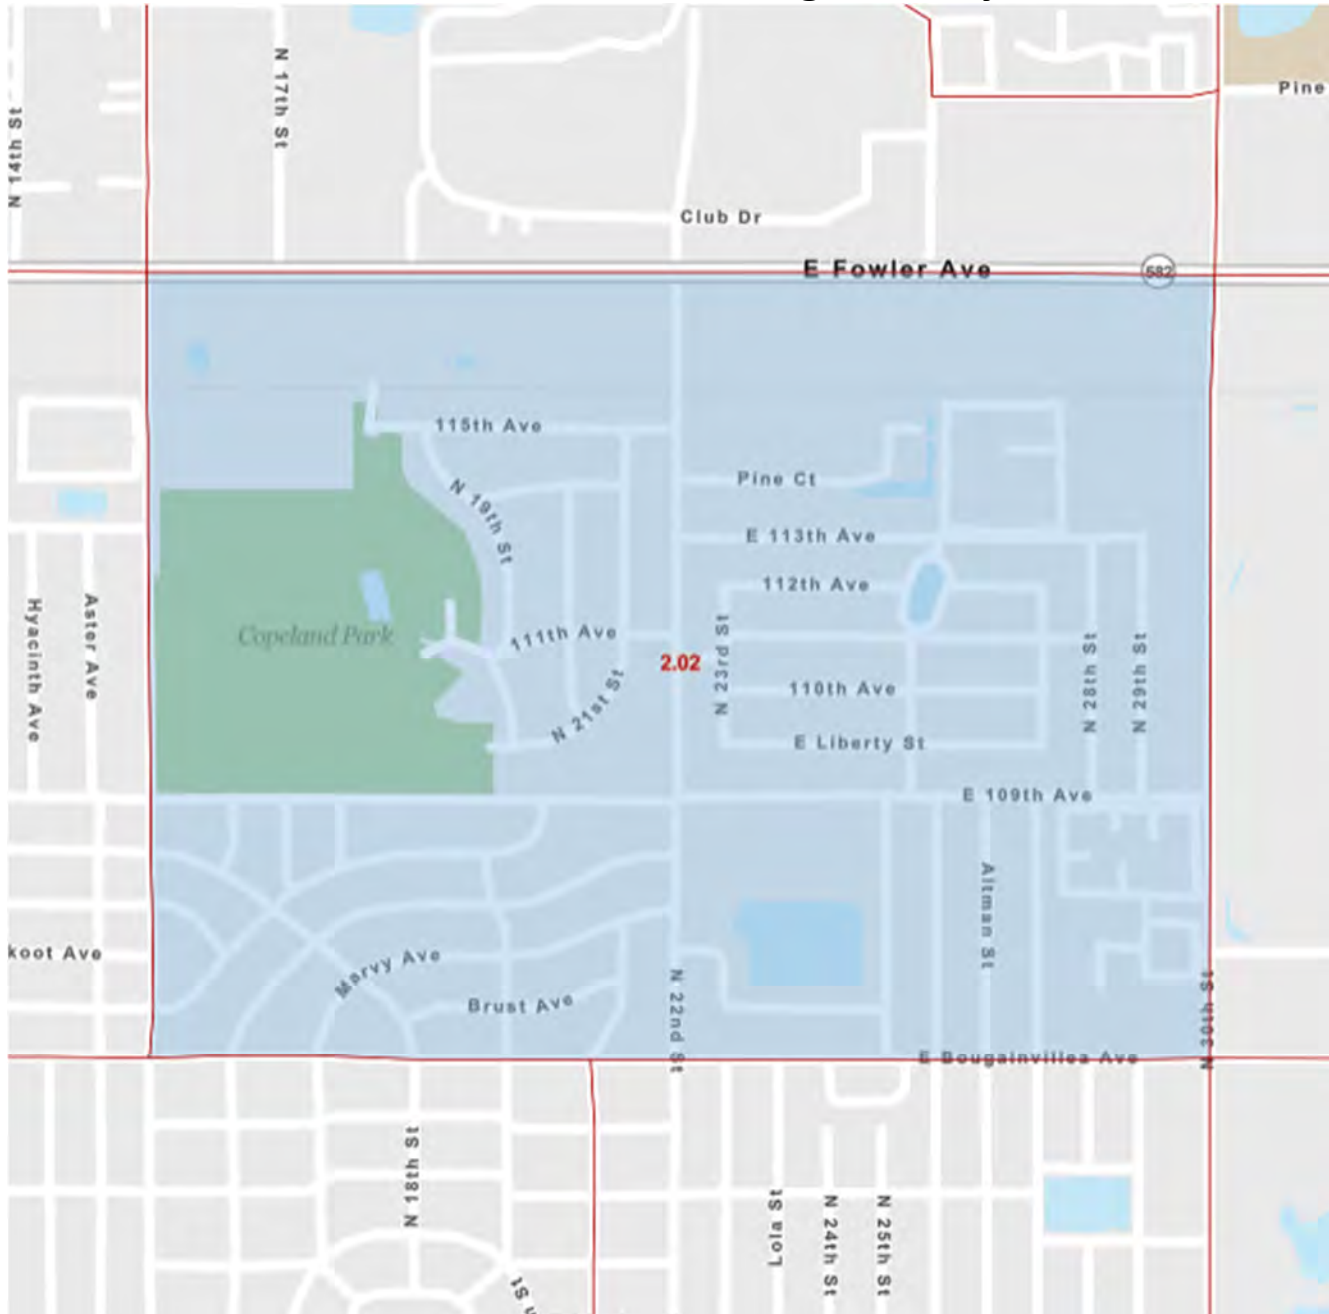 N 14th St
N 17th St
Pine
Club Dr
E Fowler Ave
582
115th Ave
N 19th St
Pine Ct
E 113th Ave
112th Ave
Hyacinth Ave
Aster Ave
Copeland Park
111th Ave
2.02
N 23rd St
N 28th St
N 29th St
110th Ave
N 21st St
E Liberty St
E 109th Ave
Altman St
koot Ave
Marvy Ave
Brust Ave
N 22nd St
N 30th St
E Bougainvillea Ave
N 18th St
Lola St
N 24th St
N 25th St
St